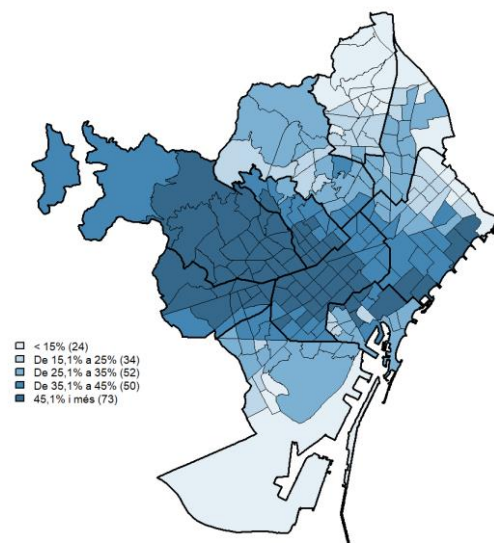 < 15% (24)
De 15,1% a 25% (34)
De 25,1% a 35% (52)
De 35,1% a 45% (50)
45,1% i més (73)